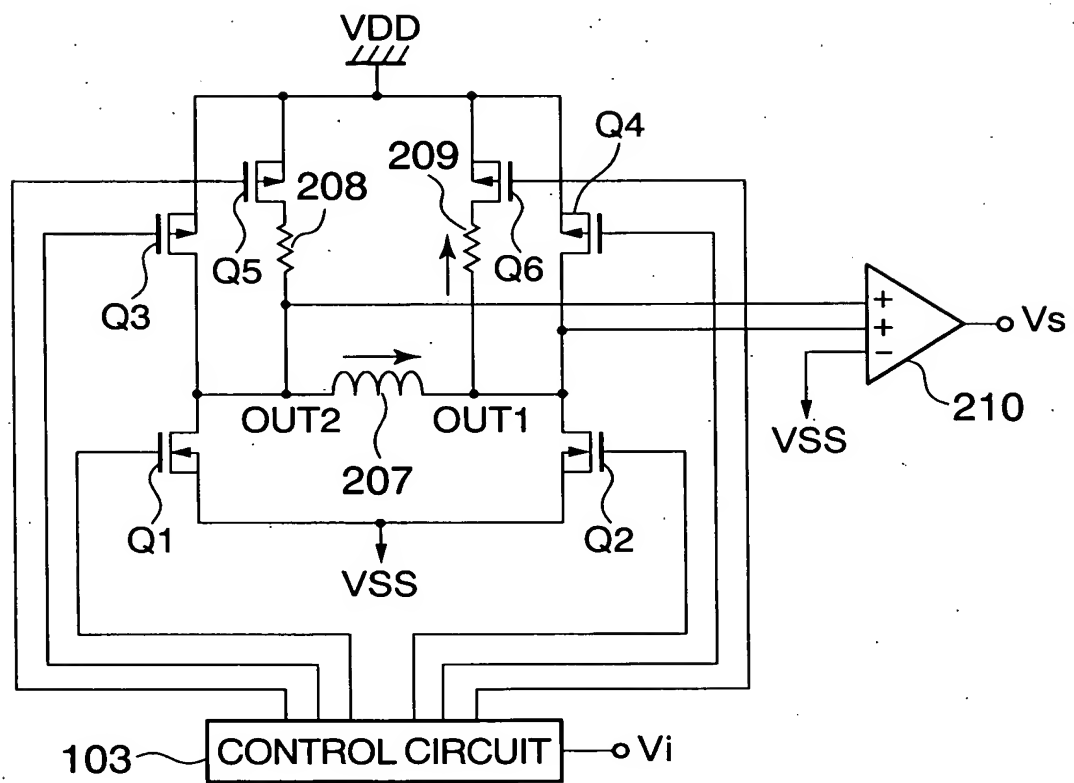 VDD
Q4
209
208
Q5
Q6
Q3
+
+
−
Vs
OUT2
OUT1
210
VSS
207
Q1
Q2
VSS
103
CONTROL CIRCUIT
Vi